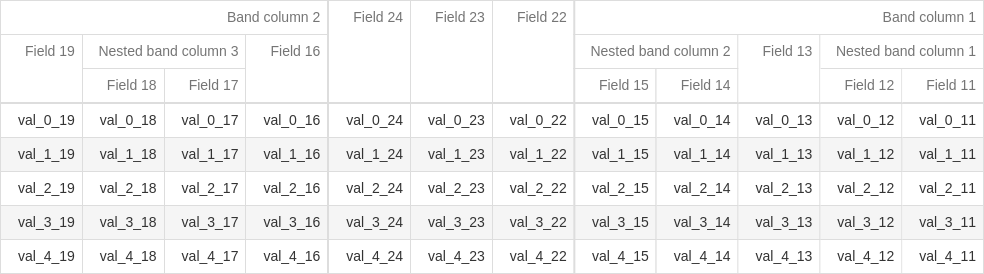 Band column 2 Field 24 Field 23 Field 22 Band column 1
Field 19 Nested band column 3 Field 16 Nested band column 2 Field 13 Nested band column 1
Field 18 Field 17 Field 15 Field 14 Field 12 Field 11
val_0_19 val_0_18 val_0_17 val_0_16 val_0_24 val_0_23 val_0_22 val_0_15 val_0_14 val_0_13 val_0_12 val_0_11
val_1_19 val_1_18 val_1_17 val_1_16 val_1_24 val_1_23 val_1_22 val_1_15 val_1_14 val_1_13 val_1_12 val_1_11
val_2_19 val_2_18 val_2_17 val_2_16 val_2_24 val_2_23 val_2_22 val_2_15 val_2_14 val_2_13 val_2_12 val_2_11
val_3_19 val_3_18 val_3_17 val_3_16 val_3_24 val_3_23 val_3_22 val_3_15 val_3_14 val_3_13 val_3_12 val_3_11
val_4_19 val_4_18 val_4_17 val_4_16 val_4_24 val_4_23 val_4_22 val_4_15 val_4_14 val_4_13 val_4_12 val_4_11